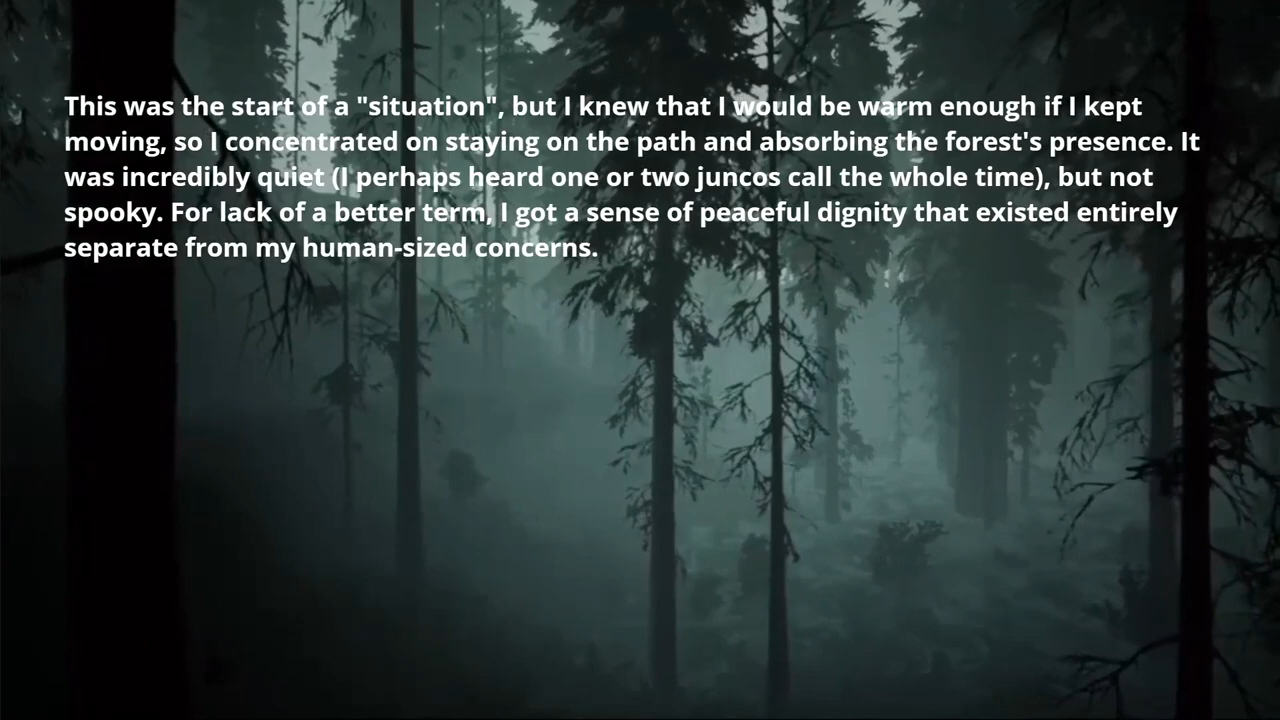 This was the start of a "situation", but I knew that I would be warm enough if I kept
moving, so I concentrated on staying on the path and absorbing the forest's presence. It
was incredibly quiet (I perhaps heard one or two juncos call the whole time), but not
spooky. For lack of a better term, I got a sense of peaceful dignity that existed entirely
separate from my human-sized concerns.